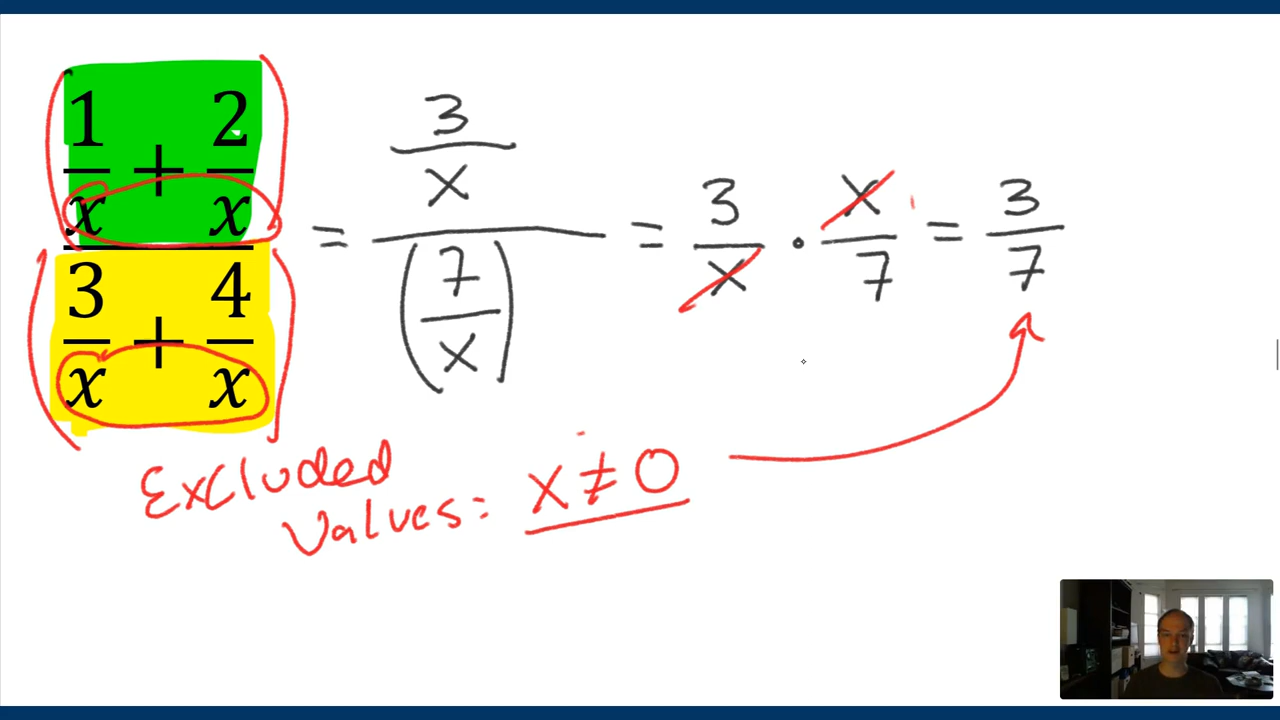 (1/x + 2/x) / (3/x + 4/x) = (3/x) / (7/x) = 3/x · x/7 = 3/7
Excluded
Values: x ≠ 0